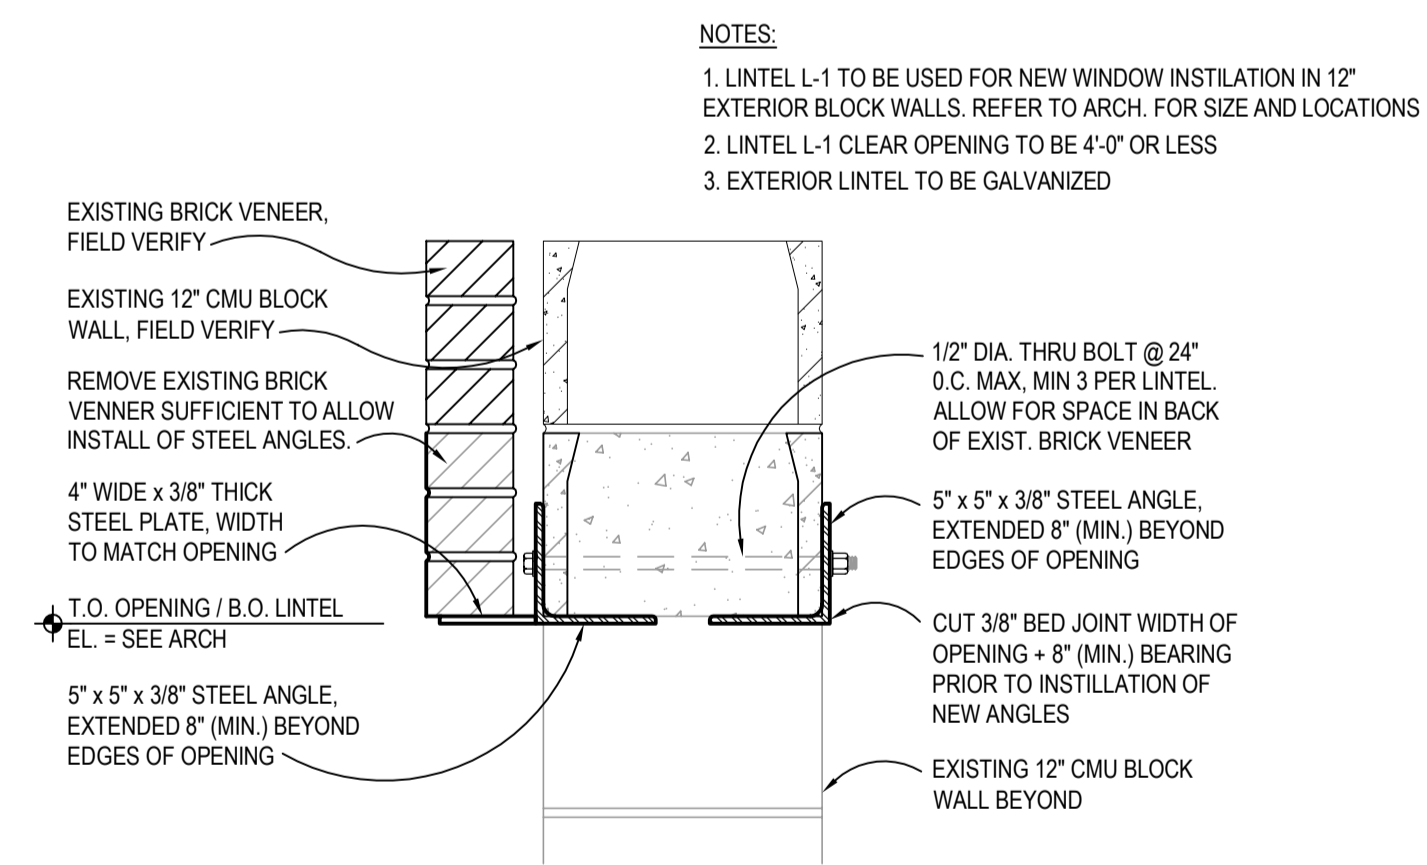 NOTES:
1. LINTEL L-1 TO BE USED FOR NEW WINDOW INSTILATION IN 12"
EXTERIOR BLOCK WALLS. REFER TO ARCH. FOR SIZE AND LOCATIONS
2. LINTEL L-1 CLEAR OPENING TO BE 4'-0" OR LESS
3. EXTERIOR LINTEL TO BE GALVANIZED
EXISTING BRICK VENEER,
FIELD VERIFY
EXISTING 12" CMU BLOCK
WALL, FIELD VERIFY
REMOVE EXISTING BRICK
VENNER SUFFICIENT TO ALLOW
INSTALL OF STEEL ANGLES.
4" WIDE x 3/8" THICK
STEEL PLATE, WIDTH
TO MATCH OPENING
T.O. OPENING / B.O. LINTEL
EL. = SEE ARCH
5" x 5" x 3/8" STEEL ANGLE,
EXTENDED 8" (MIN.) BEYOND
EDGES OF OPENING
1/2" DIA. THRU BOLT @ 24"
0.C. MAX, MIN 3 PER LINTEL.
ALLOW FOR SPACE IN BACK
OF EXIST. BRICK VENEER
5" x 5" x 3/8" STEEL ANGLE,
EXTENDED 8" (MIN.) BEYOND
EDGES OF OPENING
CUT 3/8" BED JOINT WIDTH OF
OPENING + 8" (MIN.) BEARING
PRIOR TO INSTILLATION OF
NEW ANGLES
EXISTING 12" CMU BLOCK
WALL BEYOND